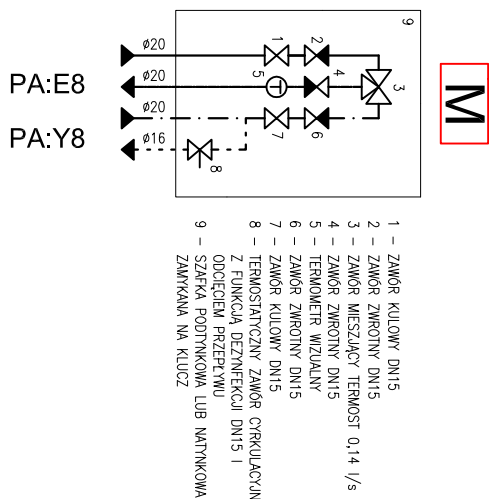 PA:E8
PA:Y8
ø20
ø20
ø20
ø16
1
2
3
4
5
6
7
8
9
M
1 – ZAWÓR KULOWY DN15
2 – ZAWÓR ZWROTNY DN15
3 – ZAWÓR MIESZJĄCY TERMOST 0,14 l/s
4 – ZAWÓR ZWROTNY DN15
5 – TERMOMETR WIZUALNY
6 – ZAWÓR ZWROTNY DN15
7 – ZAWÓR KULOWY DN15
8 – TERMOSTATYCZNY ZAWÓR CYRKULACYJN
Z FUNKCJĄ DEZYNFEKCJI DN15 I
ODCIĘCIEM PRZEPŁYWU
9 – SZAFKA PODTYNKOWA LUB NATYNKOWA
ZAMYKANA NA KLUCZ
T